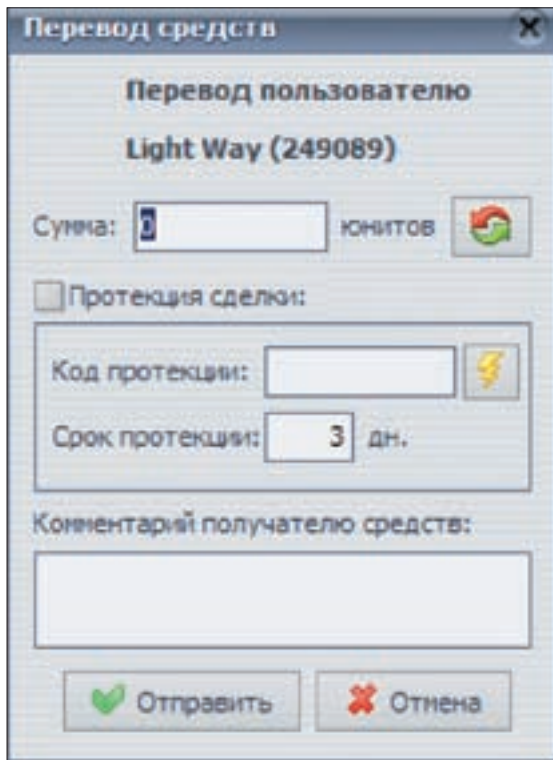 Перевод средств
Перевод пользователю
Light Way (249089)
Сумма: 0 юнитов
Протекция сделки:
Код протекции:
Срок протекции: 3 дн.
Комментарий получателю средств:
Отправить Отмена